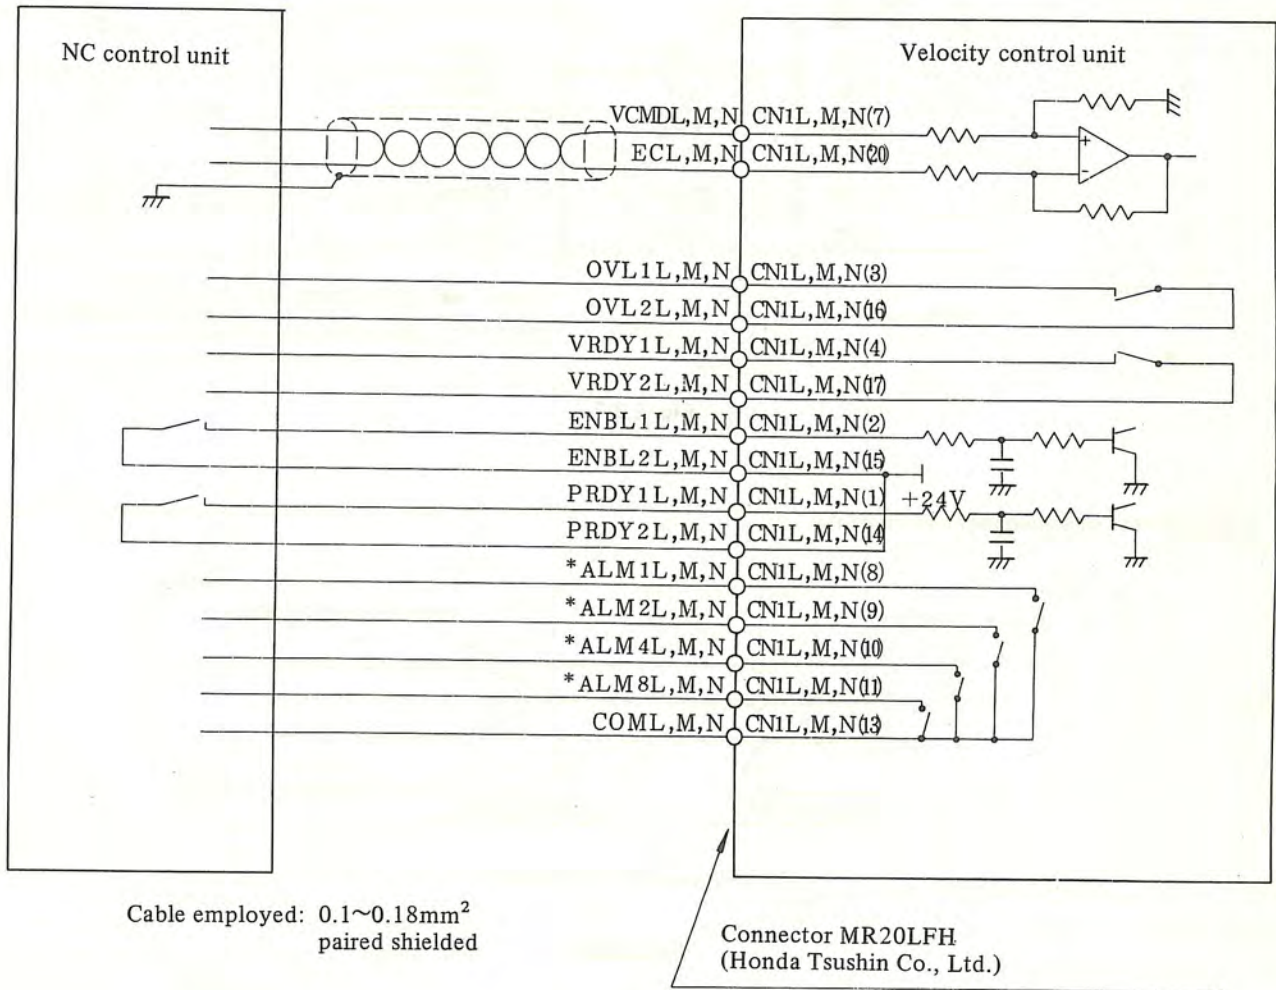 NC control unit
Velocity control unit
VCMDL,M,N CN1L,M,N(7)
ECL,M,N CN1L,M,N(20)
+
-
OVL1L,M,N CN1L,M,N(3)
OVL2L,M,N CN1L,M,N(16)
VRDY1L,M,N CN1L,M,N(4)
VRDY2L,M,N CN1L,M,N(17)
ENBL1L,M,N CN1L,M,N(2)
ENBL2L,M,N CN1L,M,N(15)
PRDY1L,M,N CN1L,M,N(1) +24V
PRDY2L,M,N CN1L,M,N(14)
*ALM1L,M,N CN1L,M,N(8)
*ALM2L,M,N CN1L,M,N(9)
*ALM4L,M,N CN1L,M,N(10)
*ALM8L,M,N CN1L,M,N(11)
COML,M,N CN1L,M,N(13)
Cable employed: 0.1~0.18mm²
paired shielded
Connector MR20LFH
(Honda Tsushin Co., Ltd.)